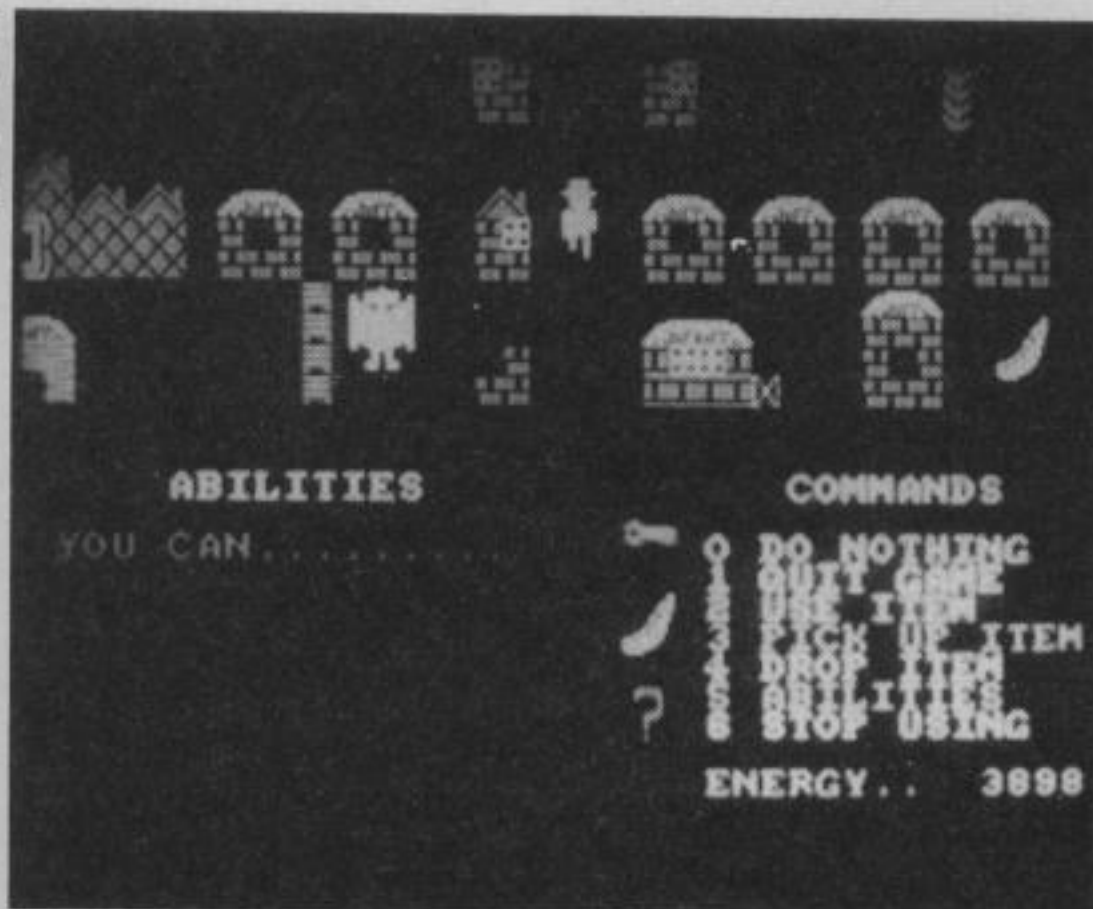 ABILITIES
YOU CAN..........
COMMANDS
0 DO NOTHING
1 QUIT GAME
2 USE ITEM
3 PICK UP ITEM
4 DROP ITEM
5 ABILITIES
6 STOP USING
ENERGY.. 3898